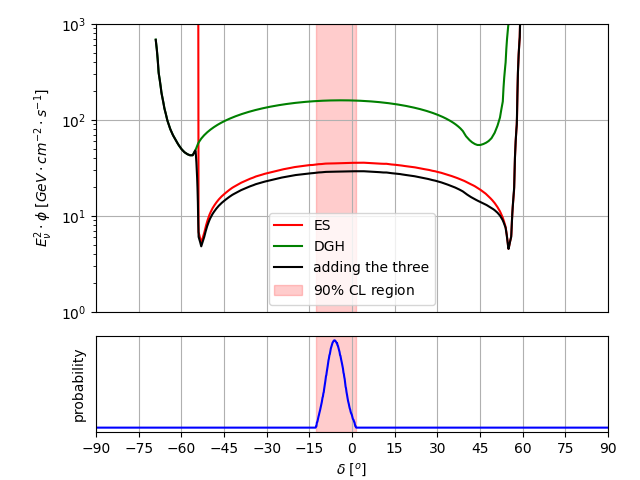 10³
10²
10¹
10⁰
E²ᵥ · ϕ [GeV · cm⁻² · s⁻¹]
ES
DGH
adding the three
90% CL region
probability
−90 −75 −60 −45 −30 −15 0 15 30 45 60 75 90
δ [°]